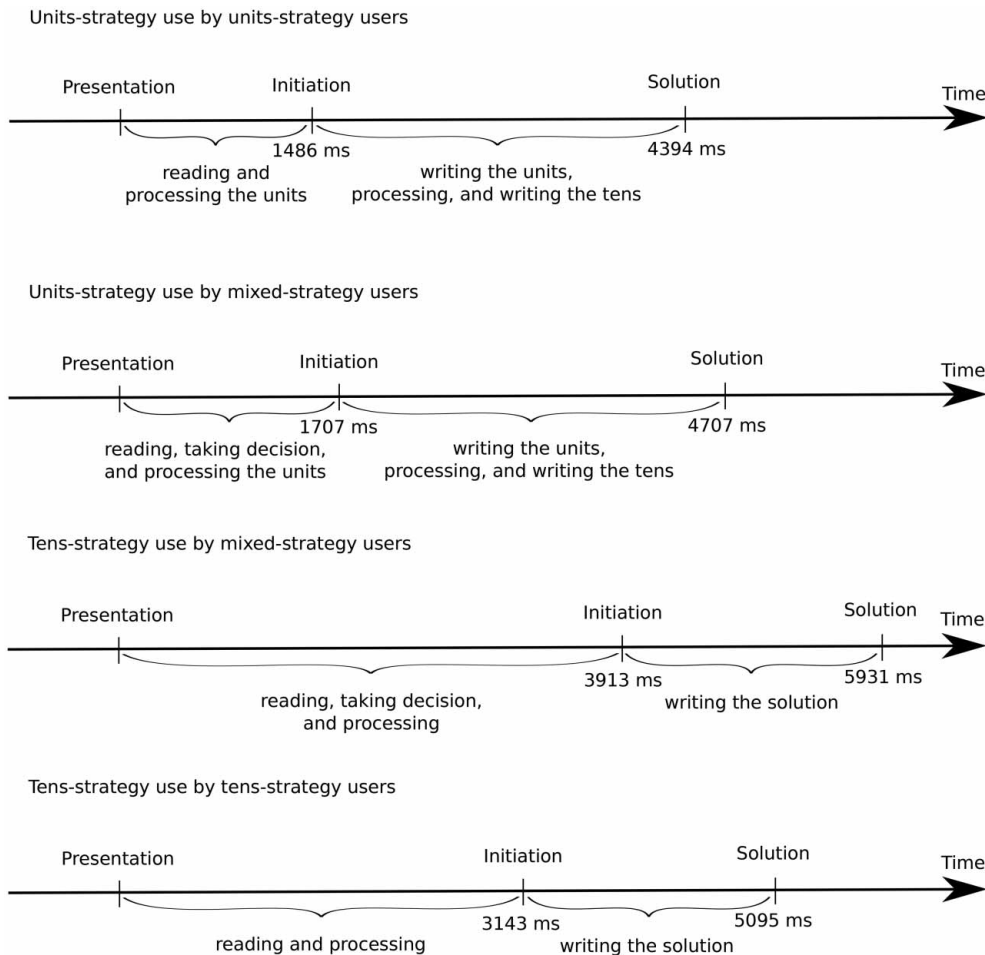 Units-strategy use by units-strategy users
Presentation Initiation Solution Time
1486 ms 4394 ms
reading and
processing the units
writing the units,
processing, and writing the tens
Units-strategy use by mixed-strategy users
Presentation Initiation Solution Time
1707 ms 4707 ms
reading, taking decision,
and processing the units
writing the units,
processing, and writing the tens
Tens-strategy use by mixed-strategy users
Presentation Initiation Solution Time
3913 ms 5931 ms
reading, taking decision,
and processing
writing the solution
Tens-strategy use by tens-strategy users
Presentation Initiation Solution Time
3143 ms 5095 ms
reading and processing
writing the solution